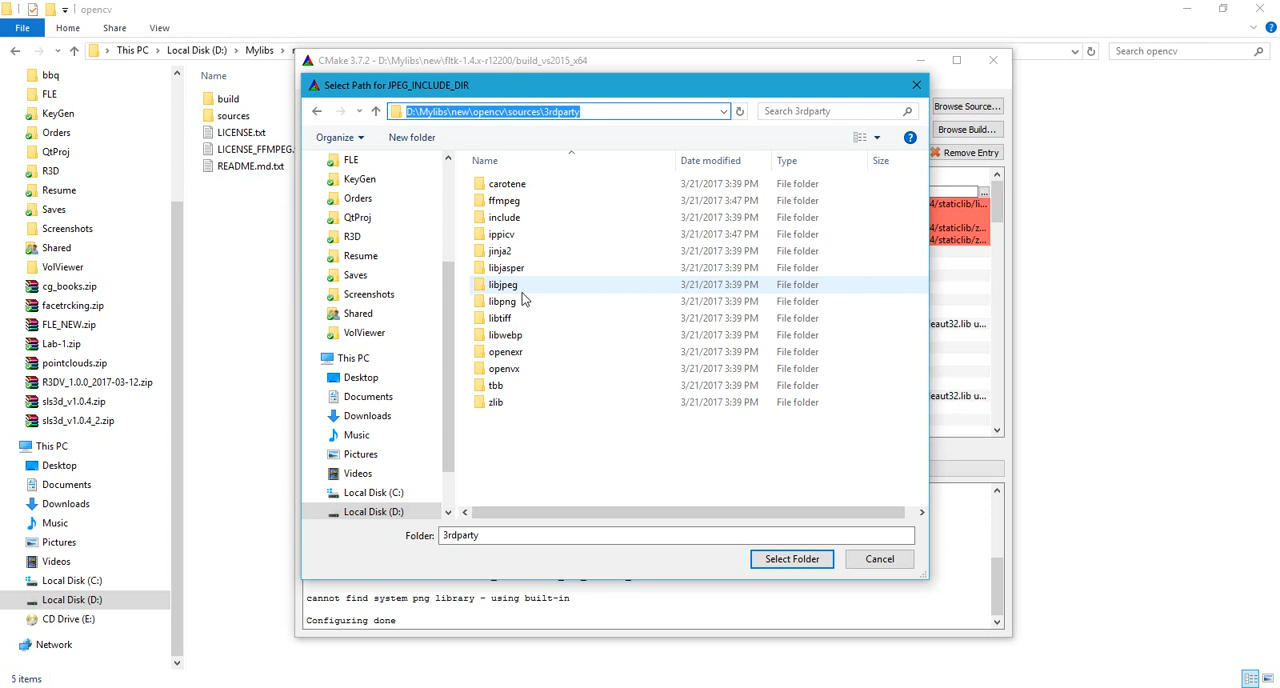 opencv
File Home Share View
This PC Local Disk (D:) Mylibs
Search opencv
bbq
FLE
KeyGen
Orders
QtProj
R3D
Resume
Saves
Screenshots
Shared
VolViewer
cg_books.zip
facetrcking.zip
FLE_NEW.zip
Lab-1.zip
pointclouds.zip
R3DV_1.0.0_2017-03-12.zip
sls3d_v1.0.4.zip
sls3d_v1.0.4_2.zip
This PC
Desktop
Documents
Downloads
Music
Pictures
Videos
Local Disk (C:)
Local Disk (D:)
CD Drive (E:)
Network
5 items
Name
build
sources
LICENSE.txt
LICENSE_FFMPEG.
README.md.txt
CMake 3.7.2 - D:\Mylibs\new\fltk-1.4.x-r12200/build_vs2015_x64
Select Path for JPEG_INCLUDE_DIR
D:\Mylibs\new\opencv\sources\3rdparty
Search 3rdparty
Organize New folder
FLE
KeyGen
Orders
QtProj
R3D
Resume
Saves
Screenshots
Shared
VolViewer
This PC
Desktop
Documents
Downloads
Music
Pictures
Videos
Local Disk (C:)
Local Disk (D:)
Name Date modified Type Size
carotene 3/21/2017 3:39 PM File folder
ffmpeg 3/21/2017 3:47 PM File folder
include 3/21/2017 3:39 PM File folder
ippicv 3/21/2017 3:47 PM File folder
jinja2 3/21/2017 3:39 PM File folder
libjasper 3/21/2017 3:39 PM File folder
libjpeg 3/21/2017 3:39 PM File folder
libpng 3/21/2017 3:39 PM File folder
libtiff 3/21/2017 3:39 PM File folder
libwebp 3/21/2017 3:39 PM File folder
openexr 3/21/2017 3:39 PM File folder
openvx 3/21/2017 3:39 PM File folder
tbb 3/21/2017 3:39 PM File folder
zlib 3/21/2017 3:39 PM File folder
Folder: 3rdparty
Select Folder Cancel
Browse Source...
Browse Build...
Remove Entry
...
4/staticlib/li...
4/staticlib/z...
4/staticlib/z...
eaut32.lib u...
eaut32.lib u...
cannot find system png library - using built-in
Configuring done